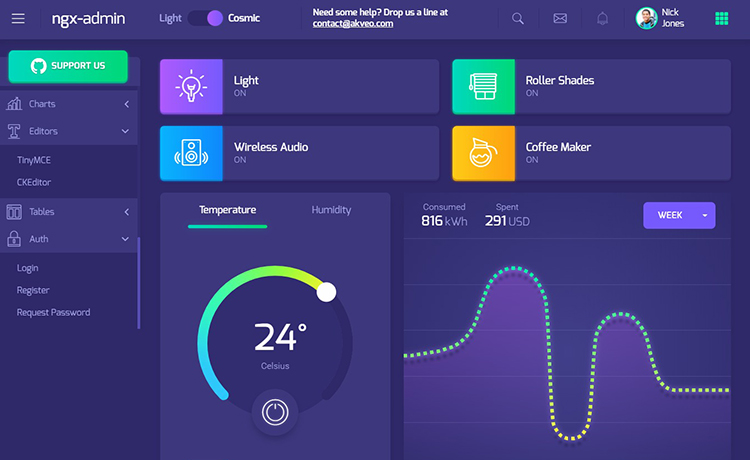 ngx-admin
Light Cosmic
Need some help? Drop us a line at
contact@akveo.com
Nick
Jones
SUPPORT US
Charts
Editors
TinyMCE
CKEditor
Tables
Auth
Login
Register
Request Password
Light
ON
Roller Shades
ON
Wireless Audio
ON
Coffee Maker
ON
Temperature Humidity
24°
Celsius
Consumed Spent
816 kWh 291 USD
WEEK